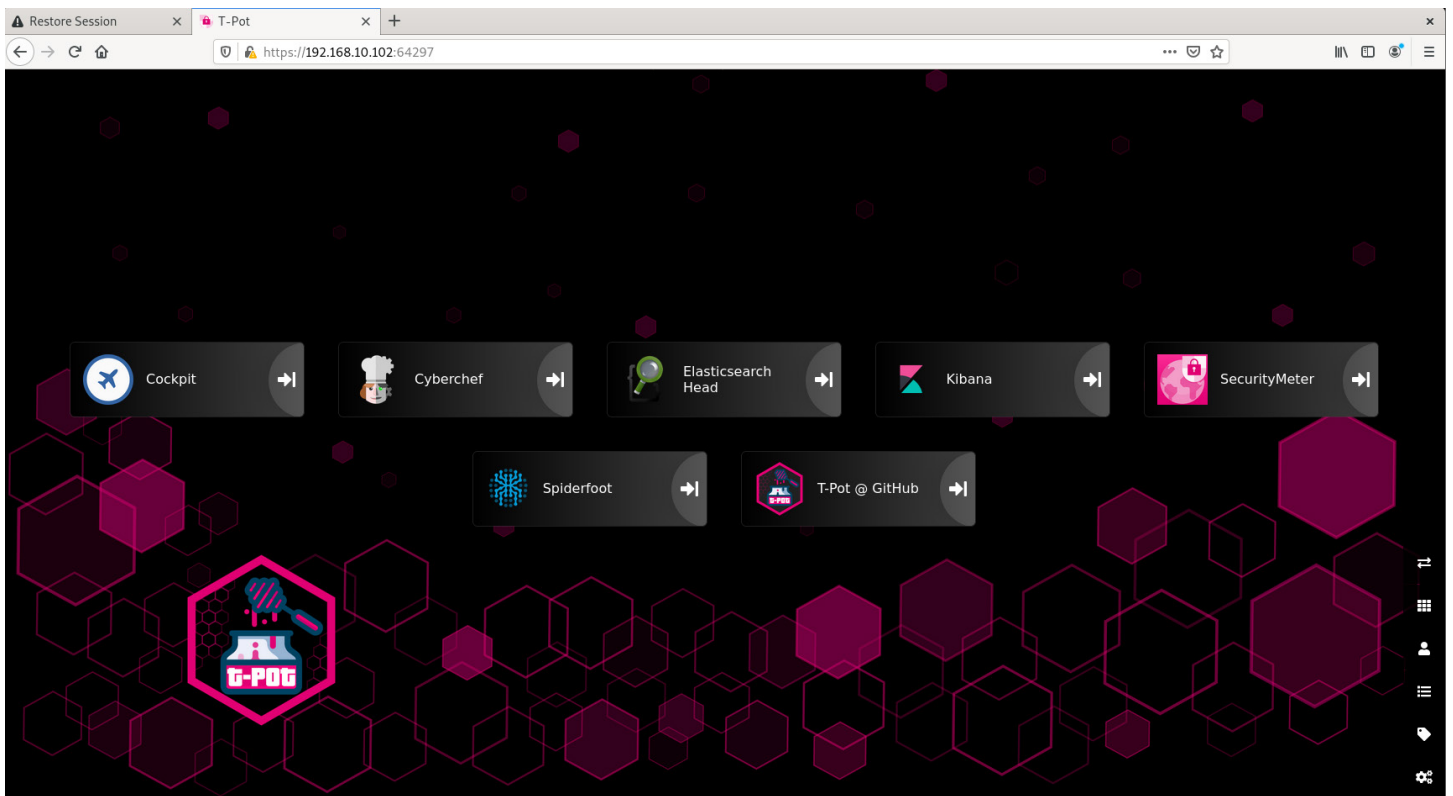 Restore Session
T-Pot
https://192.168.10.102:64297
Cockpit
Cyberchef
Elasticsearch
Head
Kibana
SecurityMeter
Spiderfoot
T-POT
T-Pot @ GitHub
t-pot